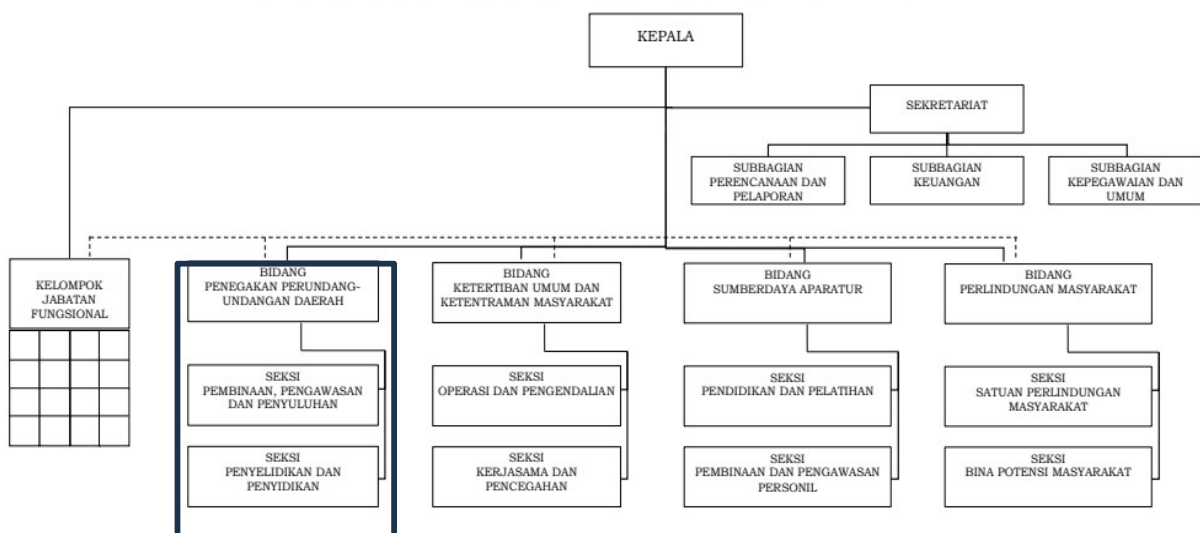 KEPALA
SEKRETARIAT
SUBBAGIAN
PERENCANAAN DAN
PELAPORAN
SUBBAGIAN
KEUANGAN
SUBBAGIAN
KEPEGAWAIAN DAN
UMUM
KELOMPOK
JABATAN
FUNGSIONAL
BIDANG
PENEGAKAN PERUNDANG-
UNDANGAN DAERAH
SEKSI
PEMBINAAN, PENGAWASAN
DAN PENYULUHAN
SEKSI
PENYELIDIKAN DAN
PENYIDIKAN
BIDANG
KETERTIBAN UMUM DAN
KETENTRAMAN MASYARAKAT
SEKSI
OPERASI DAN PENGENDALIAN
SEKSI
KERJASAMA DAN
PENCEGAHAN
BIDANG
SUMBERDAYA APARATUR
SEKSI
PENDIDIKAN DAN PELATIHAN
SEKSI
PEMBINAAN DAN PENGAWASAN
PERSONIL
BIDANG
PERLINDUNGAN MASYARAKAT
SEKSI
SATUAN PERLINDUNGAN
MASYARAKAT
SEKSI
BINA POTENSI MASYARAKAT